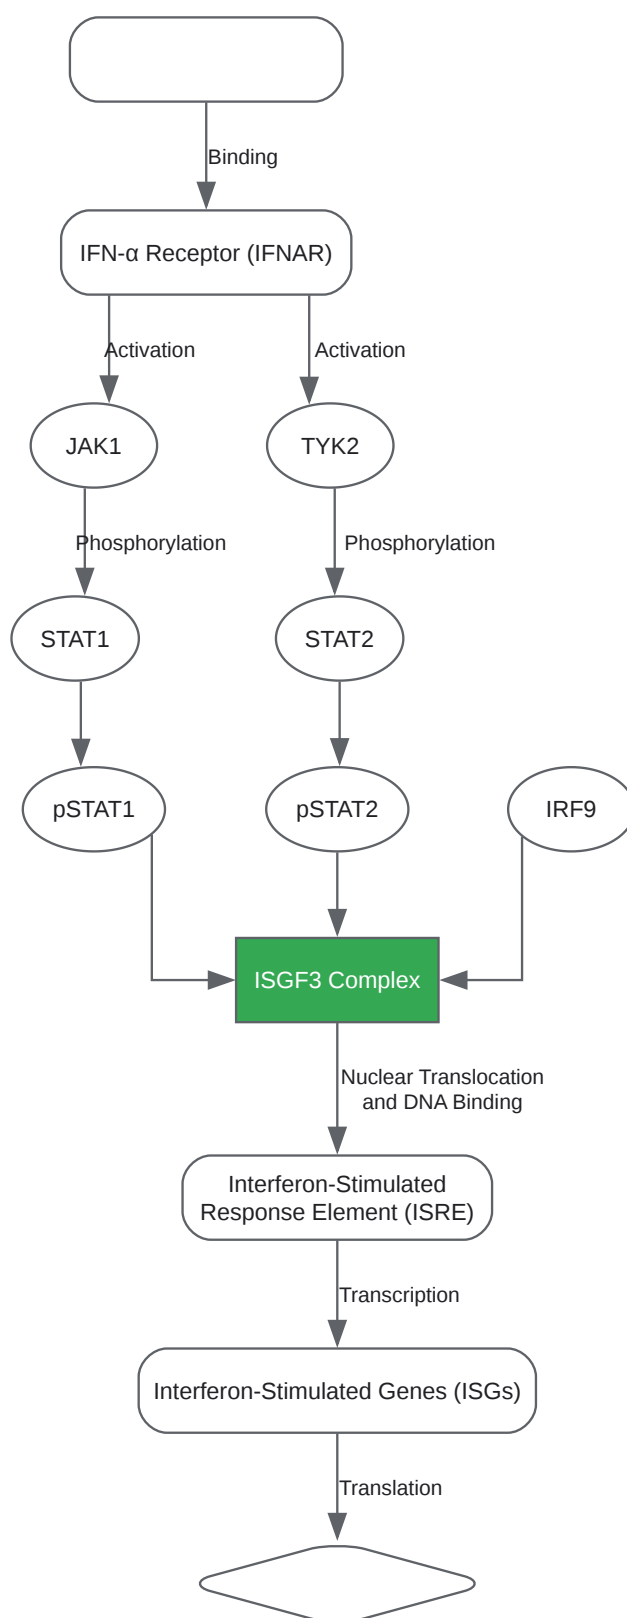 Binding
IFN-α Receptor (IFNAR)
Activation
Activation
JAK1
TYK2
Phosphorylation
Phosphorylation
STAT1
STAT2
pSTAT1
pSTAT2
IRF9
ISGF3 Complex
Nuclear Translocation
and DNA Binding
Interferon-Stimulated
Response Element (ISRE)
Transcription
Interferon-Stimulated Genes (ISGs)
Translation